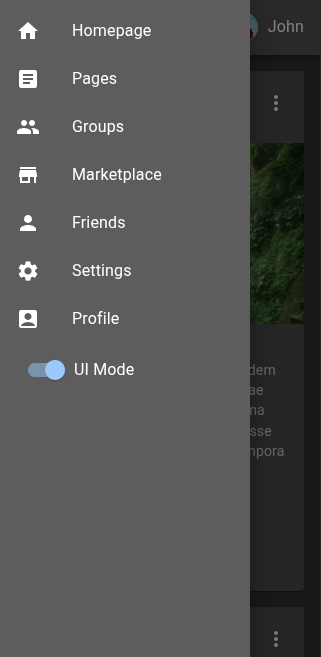 Homepage
John
Pages
Groups
Marketplace
Friends
Settings
Profile
UI Mode